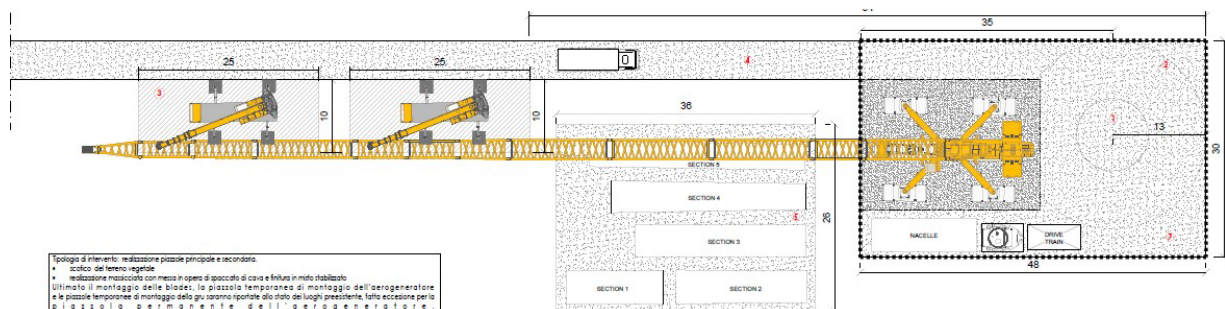 35
25
25
4
2
3
36
10
10
1
13
30
SECTION 5
SECTION 4
5
26
SECTION 3
NACELLE
DRIVE
TRAIN
7
48
SECTION 1
SECTION 2
Tipologia di intervento: realizzazione piazzole principale e secondaria.
• scotico del terreno vegetale
• realizzazione massicciata con messa in opera di spaccato di cava e finitura in misto stabilizzato
Ultimato il montaggio delle blades, la piazzola temporanea di montaggio dell'aerogeneratore
e le piazzole temporanee di montaggio della gru saranno riportate allo stato dei luoghi preesistente, fatta eccezione per la
piazzola permanente dell'aerogeneratore.